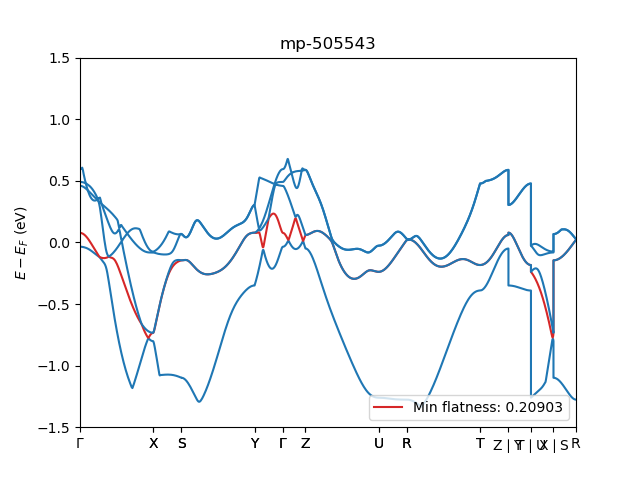 mp-505543
1.5
1.0
0.5
0.0
−0.5
−1.0
−1.5
E − E_F (eV)
Min flatness: 0.20903
Γ X S Y Γ Z U R T Z | Y T | U X | S R